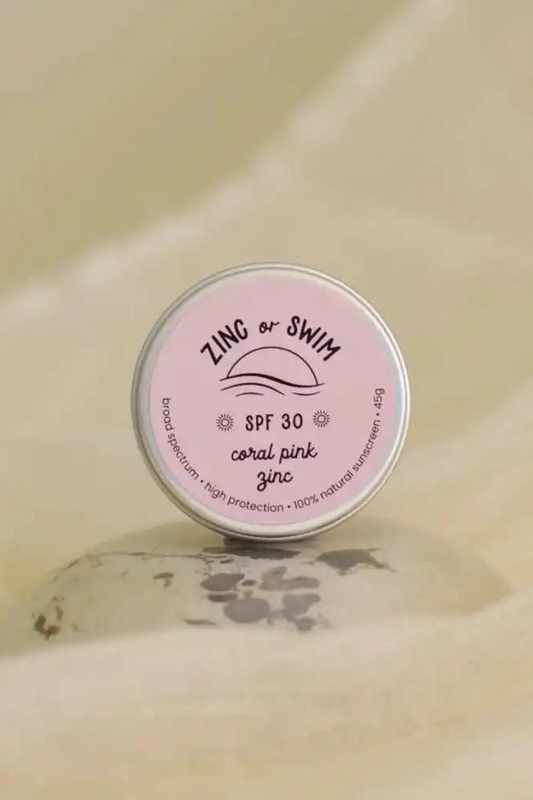 ZINC or SWIM
SPF 30
coral pink
zinc
broad spectrum • high protection • 100% natural sunscreen • 45g